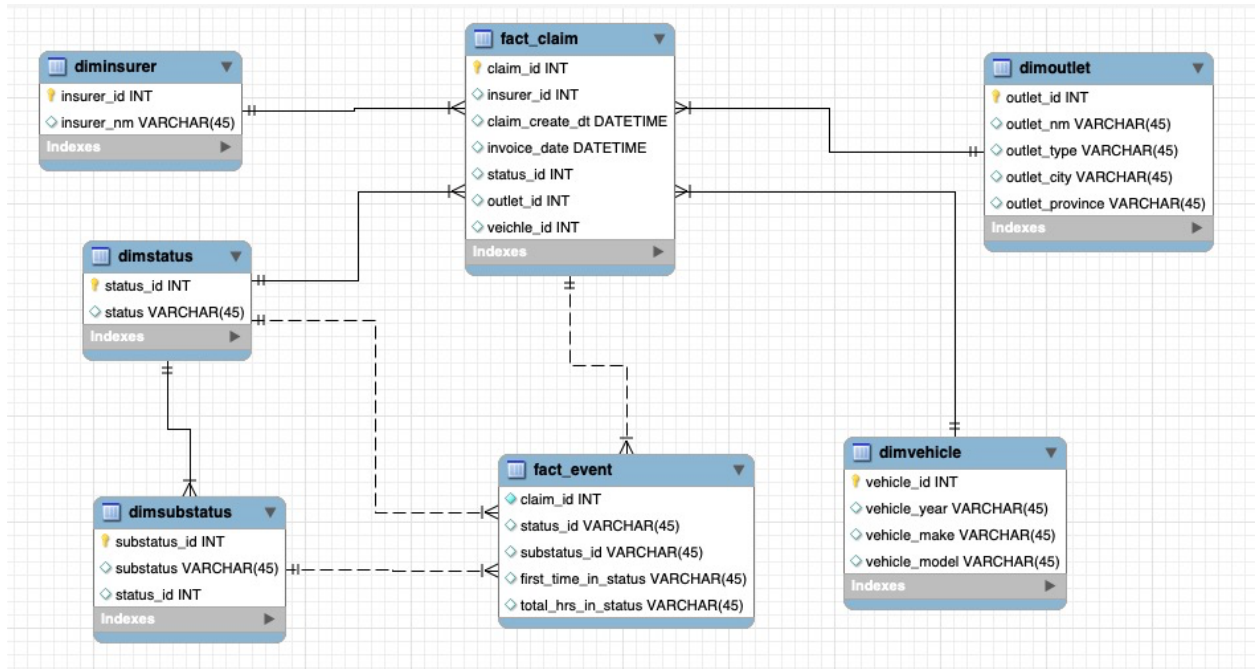 diminsurer
insurer_id INT
insurer_nm VARCHAR(45)
Indexes
fact_claim
claim_id INT
insurer_id INT
claim_create_dt DATETIME
invoice_date DATETIME
status_id INT
outlet_id INT
veichle_id INT
Indexes
dimoutlet
outlet_id INT
outlet_nm VARCHAR(45)
outlet_type VARCHAR(45)
outlet_city VARCHAR(45)
outlet_province VARCHAR(45)
Indexes
dimstatus
status_id INT
status VARCHAR(45)
Indexes
dimsubstatus
substatus_id INT
substatus VARCHAR(45)
status_id INT
Indexes
fact_event
claim_id INT
status_id VARCHAR(45)
substatus_id VARCHAR(45)
first_time_in_status VARCHAR(45)
total_hrs_in_status VARCHAR(45)
dimvehicle
vehicle_id INT
vehicle_year VARCHAR(45)
vehicle_make VARCHAR(45)
vehicle_model VARCHAR(45)
Indexes